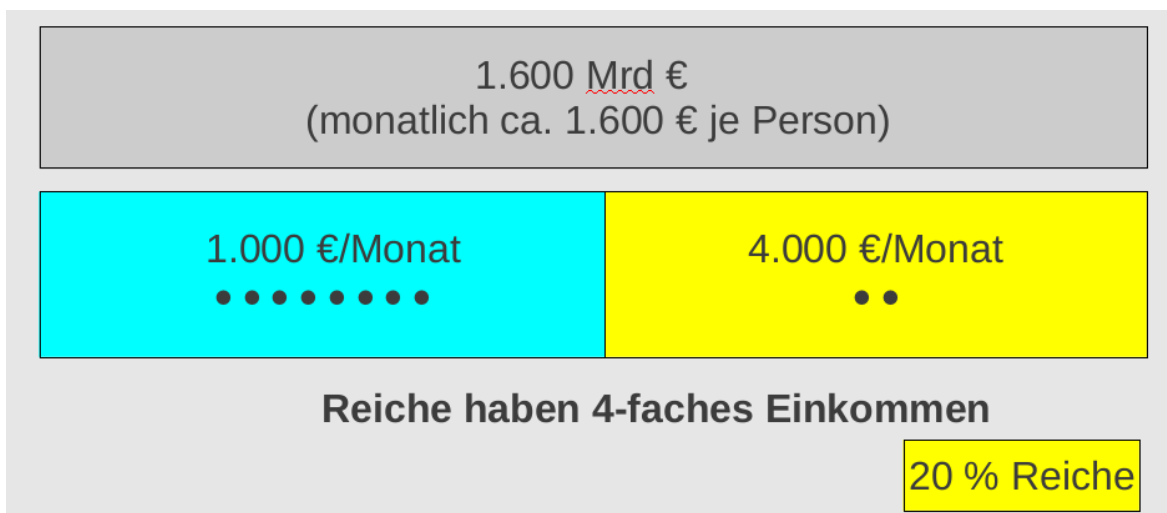 1.600 Mrd €
(monatlich ca. 1.600 € je Person)
1.000 €/Monat
● ● ● ● ● ● ● ●
4.000 €/Monat
● ●
Reiche haben 4-faches Einkommen
20 % Reiche